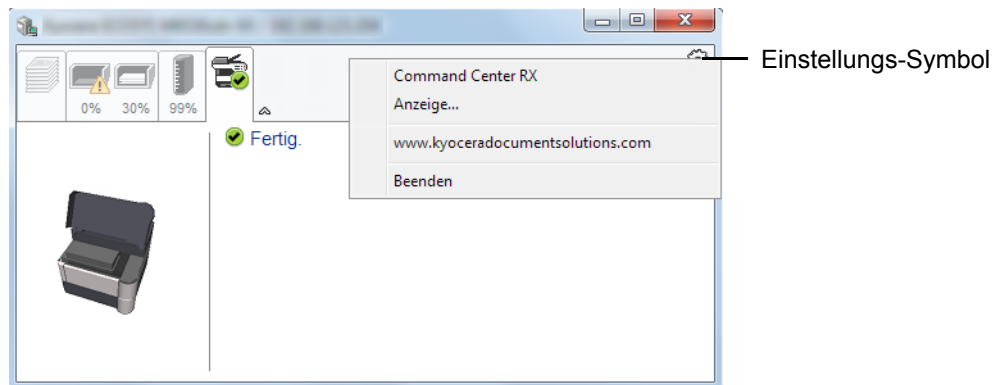 Einstellungs-Symbol
Command Center RX
0% 30% 99%
Anzeige...
Fertig.
www.kyoceradocumentsolutions.com
Beenden